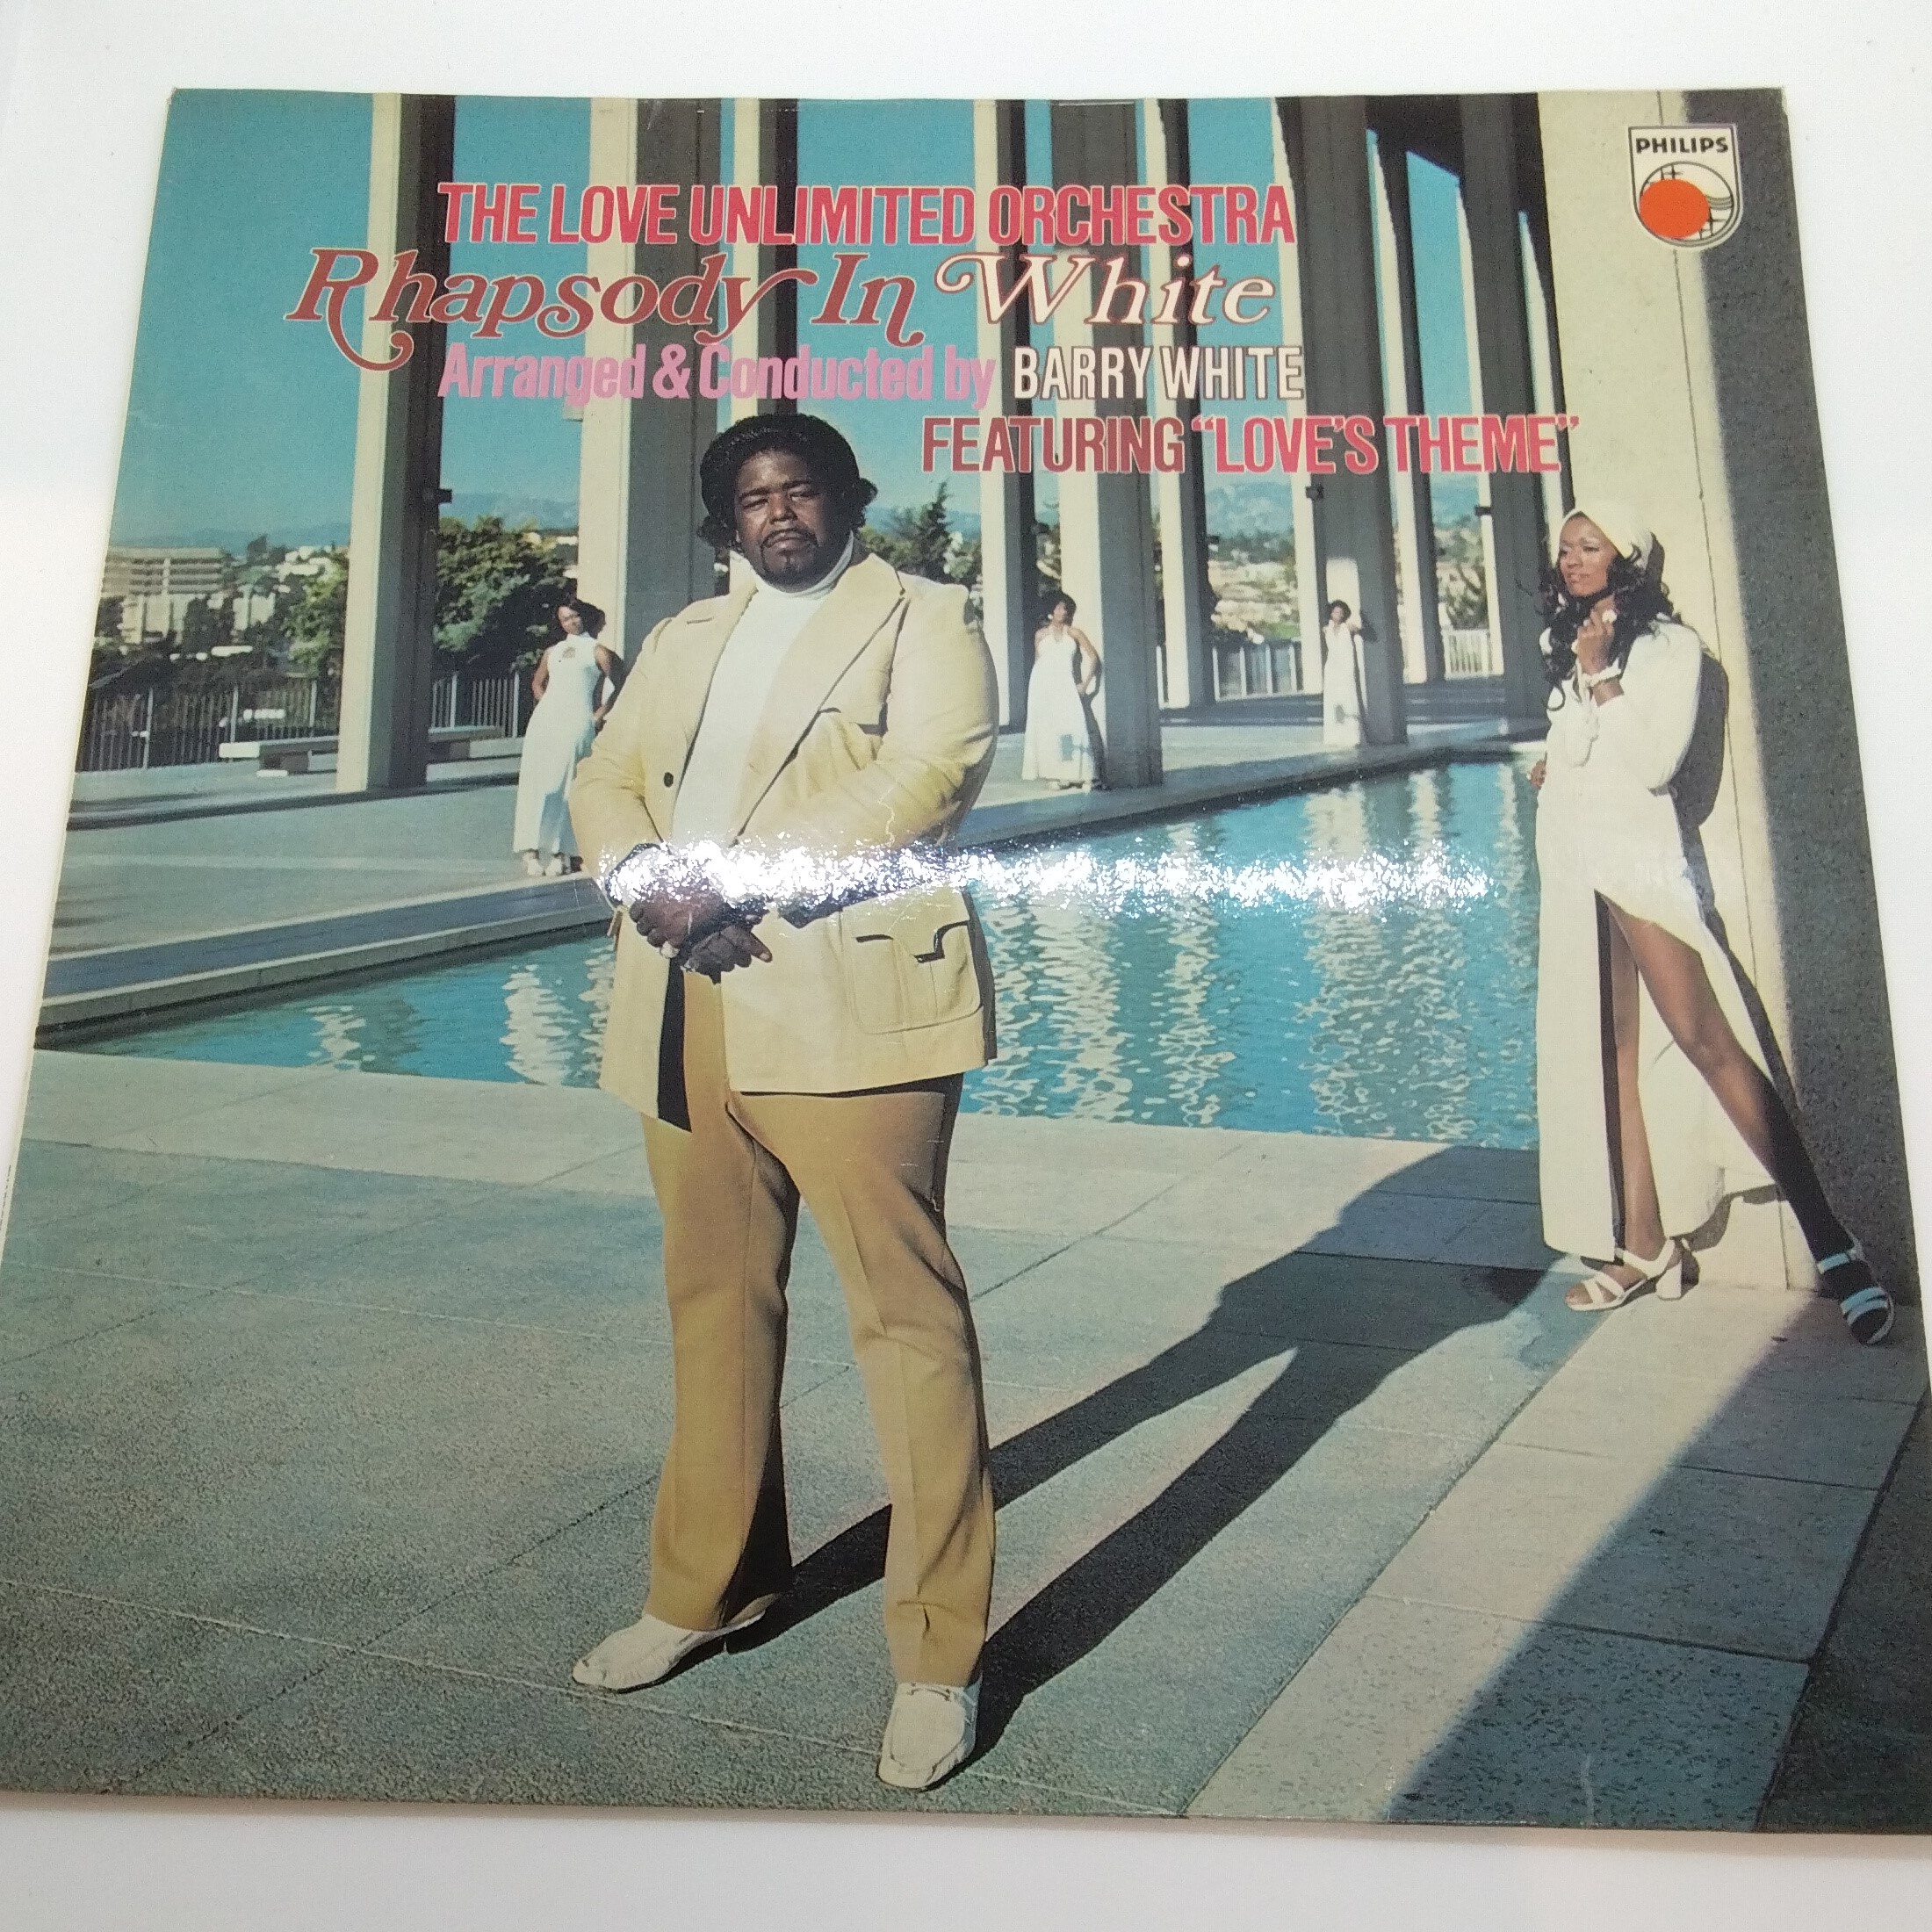 PHILIPS
THE LOVE UNLIMITED ORCHESTRA
Rhapsody In White
Arranged & Conducted by BARRY WHITE
FEATURING “LOVE’S THEME”